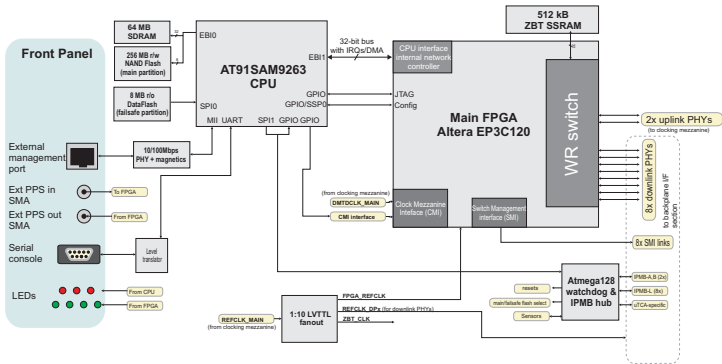 Front Panel
External
management
port
Ext PPS in
SMA
Ext PPS out
SMA
Serial
console
LEDs
To FPGA
From FPGA
From CPU
From FPGA
64 MB
SDRAM
256 MB r/w
NAND Flash
(main partition)
8 MB r/o
DataFlash
(failsafe partition)
32
8
EBI0
SPI0
MII UART
AT91SAM9263
CPU
EBI1
GPIO
GPIO/SSP0
SPI1 GPIO GPIO
10/100Mbps
PHY + magnetics
Level
translator
32-bit bus
with IRQs/DMA
CPU interface
internal network
controller
JTAG
Config
Main FPGA
Altera EP3C120
512 kB
ZBT SSRAM
WR switch
2x uplink PHYs
(to clocking mezzanine)
8x downlink PHYs
to backplane I/F
section
(from clocking mezzanine)
DMTDCLK_MAIN
CMI interface
Clock Mezzanine
Inteface (CMI)
Switch Management
interface (SMI)
8x SMI links
Atmega128
watchdog &
IPMB hub
resets
main/failsafe flash select
Sensors
IPMB-A,B (2x)
IPMB-L (8x)
uTCA-specific
REFCLK_MAIN
(from clocking mezzanine)
1:10 LVTTL
fanout
FPGA_REFCLK
REFCLK_DPs (for downlink PHYs)
ZBT_CLK